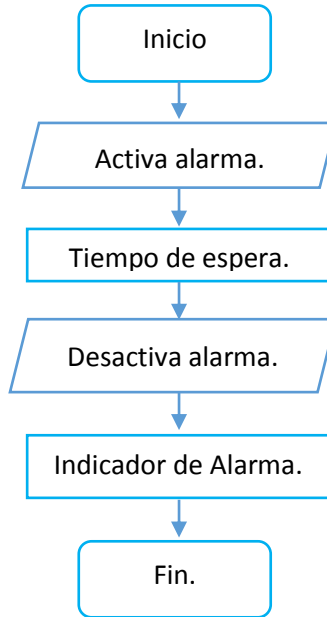 Inicio
Activa alarma.
Tiempo de espera.
Desactiva alarma.
Indicador de Alarma.
Fin.